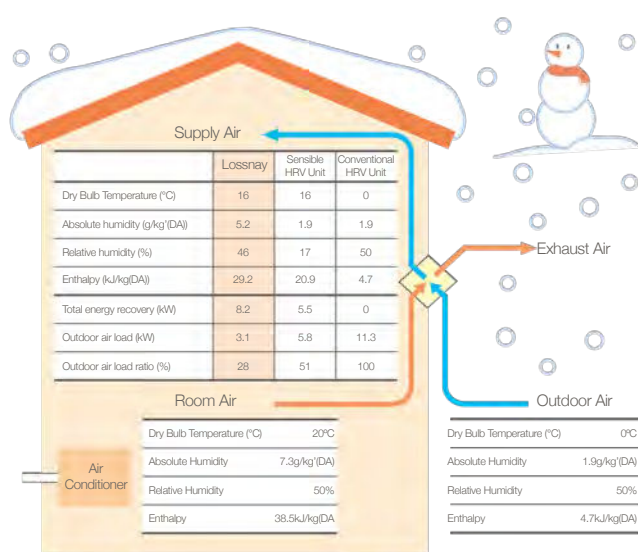 Supply Air
Lossnay
Sensible
HRV Unit
Conventional
HRV Unit
Dry Bulb Temperature (°C) 16 16 0
Absolute humidity (g/kg'(DA)) 5.2 1.9 1.9
Relative humidity (%) 46 17 50
Enthalpy (kJ/kg(DA)) 29.2 20.9 4.7
Total energy recovery (kW) 8.2 5.5 0
Outdoor air load (kW) 3.1 5.8 11.3
Outdoor air load ratio (%) 28 51 100
Exhaust Air
Room Air
Dry Bulb Temperature (°C) 20°C
Absolute Humidity 7.3g/kg'(DA)
Relative Humidity 50%
Enthalpy 38.5kJ/kg(DA
Air
Conditioner
Outdoor Air
Dry Bulb Temperature (°C) 0°C
Absolute Humidity 1.9g/kg'(DA)
Relative Humidity 50%
Enthalpy 4.7kJ/kg(DA)